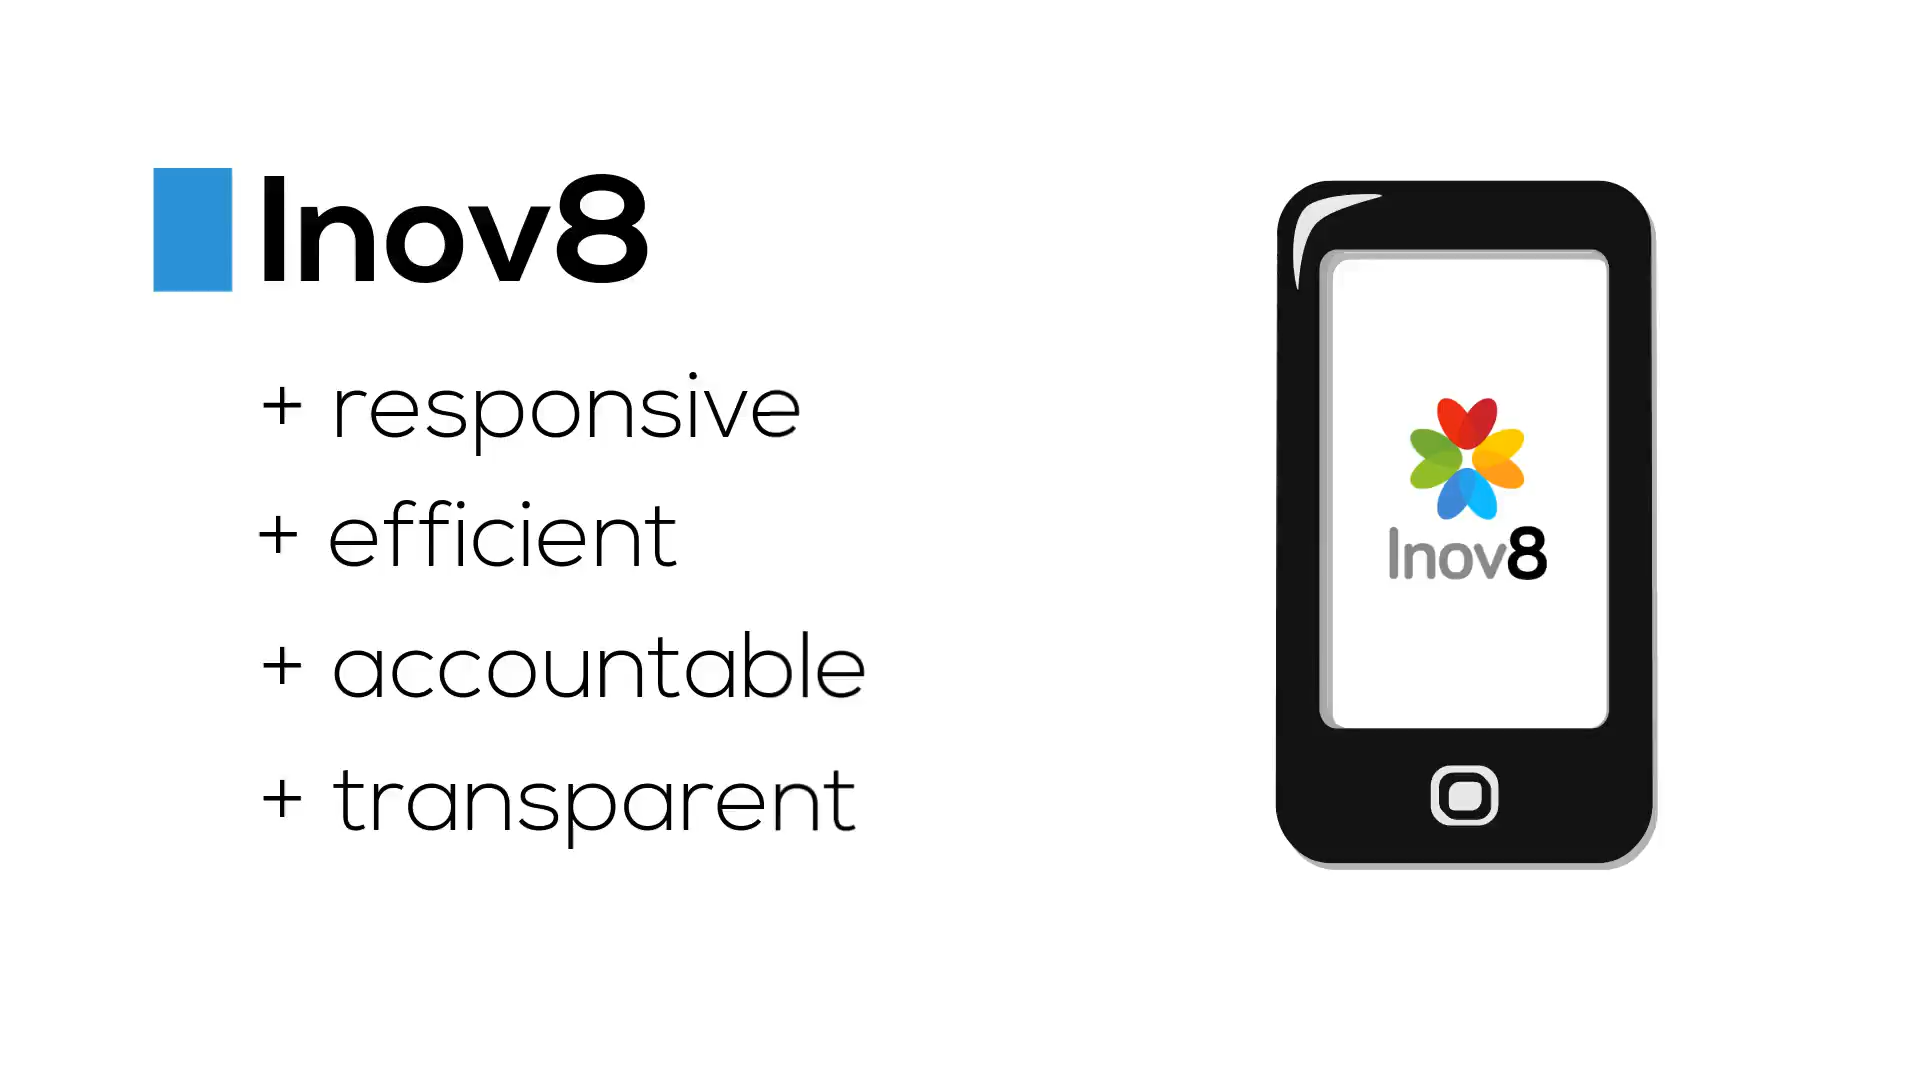 Inov8
+ responsive
+ efficient
+ accountable
+ transparent
Inov8